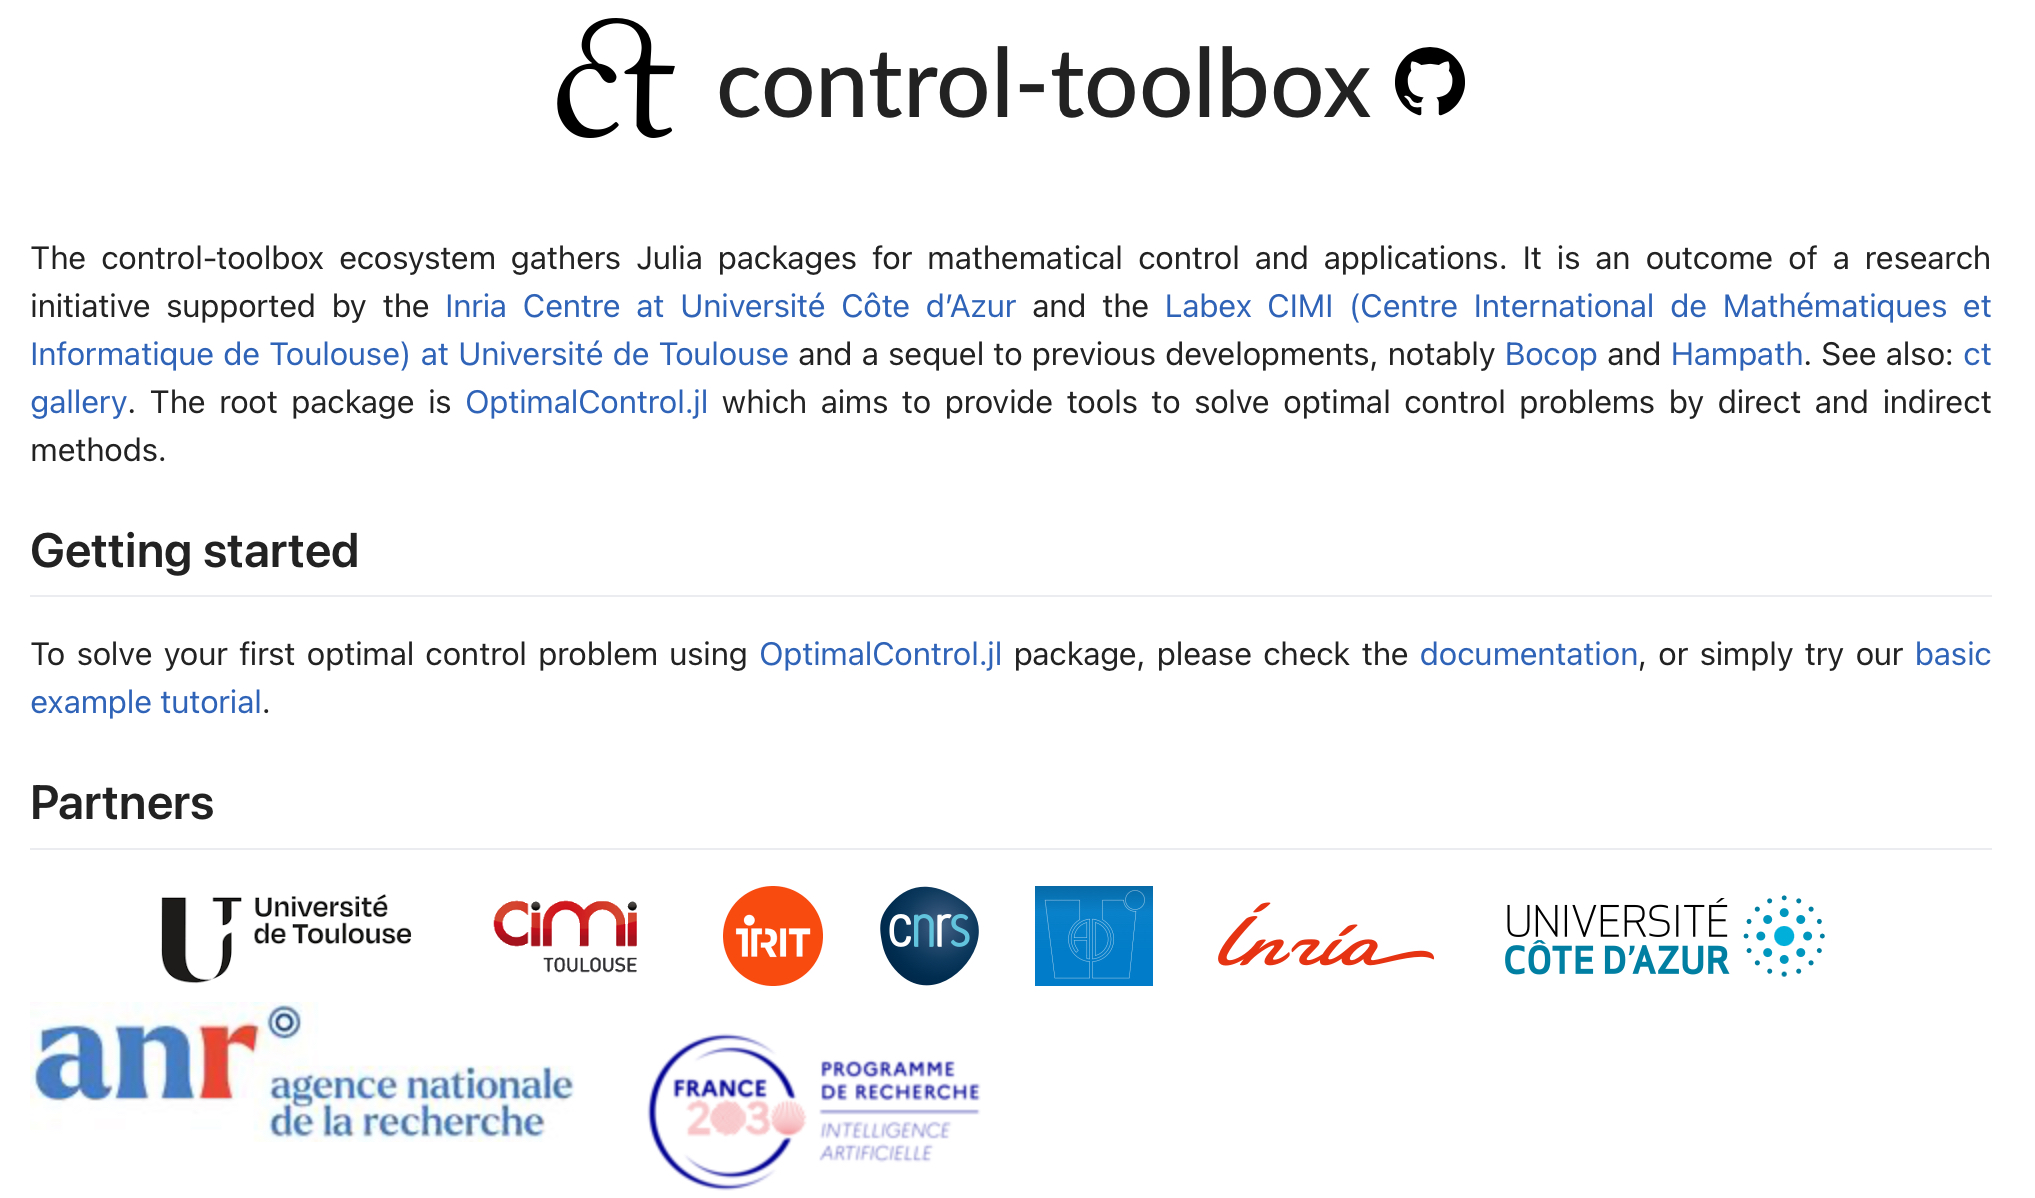 ct control-toolbox
The control-toolbox ecosystem gathers Julia packages for mathematical control and applications. It is an outcome of a research
initiative supported by the Inria Centre at Université Côte d’Azur and the Labex CIMI (Centre International de Mathématiques et
Informatique de Toulouse) at Université de Toulouse and a sequel to previous developments, notably Bocop and Hampath. See also: ct
gallery. The root package is OptimalControl.jl which aims to provide tools to solve optimal control problems by direct and indirect
methods.
Getting started
To solve your first optimal control problem using OptimalControl.jl package, please check the documentation, or simply try our basic
example tutorial.
Partners
Université
de Toulouse
cimi
TOULOUSE
iRIT
cnrs
Inría
UNIVERSITÉ
CÔTE D’AZUR
anr
agence nationale
de la recherche
FRANCE
2030
PROGRAMME
DE RECHERCHE
INTELLIGENCE
ARTIFICIELLE